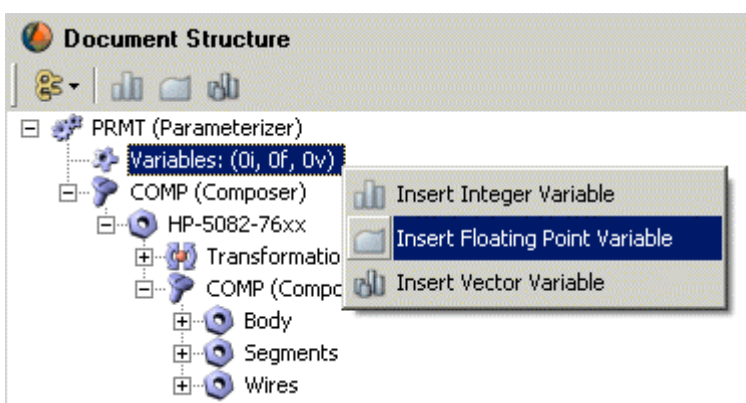 Document Structure
PRMT (Parameterizer)
Variables: (0i, 0f, 0v)
COMP (Composer)
Insert Integer Variable
HP-5082-76xx
Insert Floating Point Variable
Transformatio
Insert Vector Variable
COMP (Compo
Body
Segments
Wires